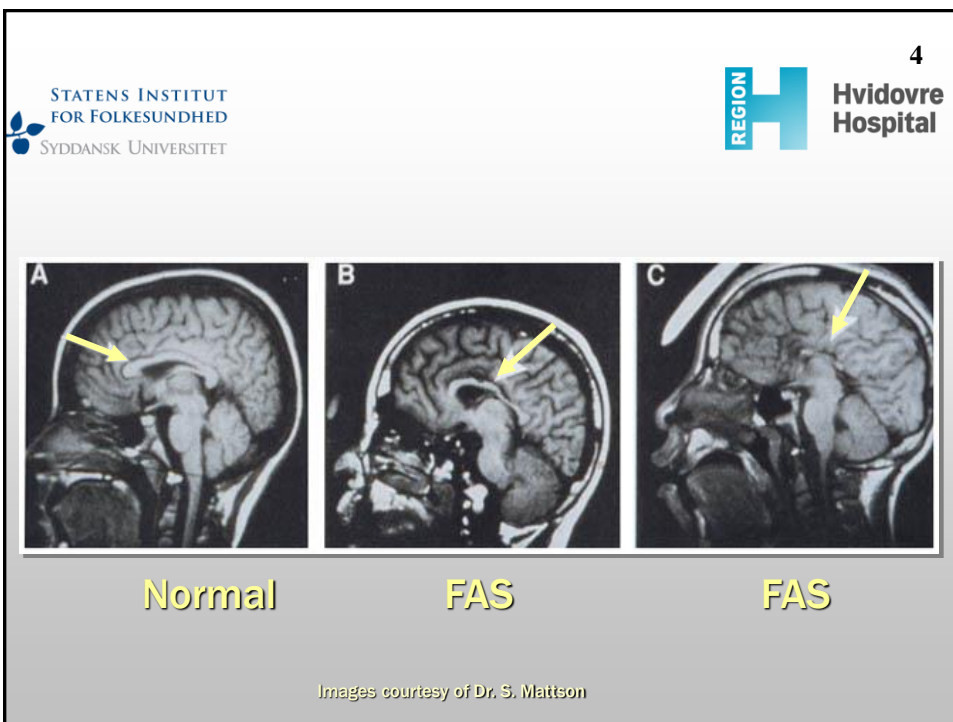 4
STATENS INSTITUT
FOR FOLKESUNDHED
SYDDANSK UNIVERSITET
REGION
H
Hvidovre
Hospital
A
B
C
Normal
FAS
FAS
Images courtesy of Dr. S. Mattson